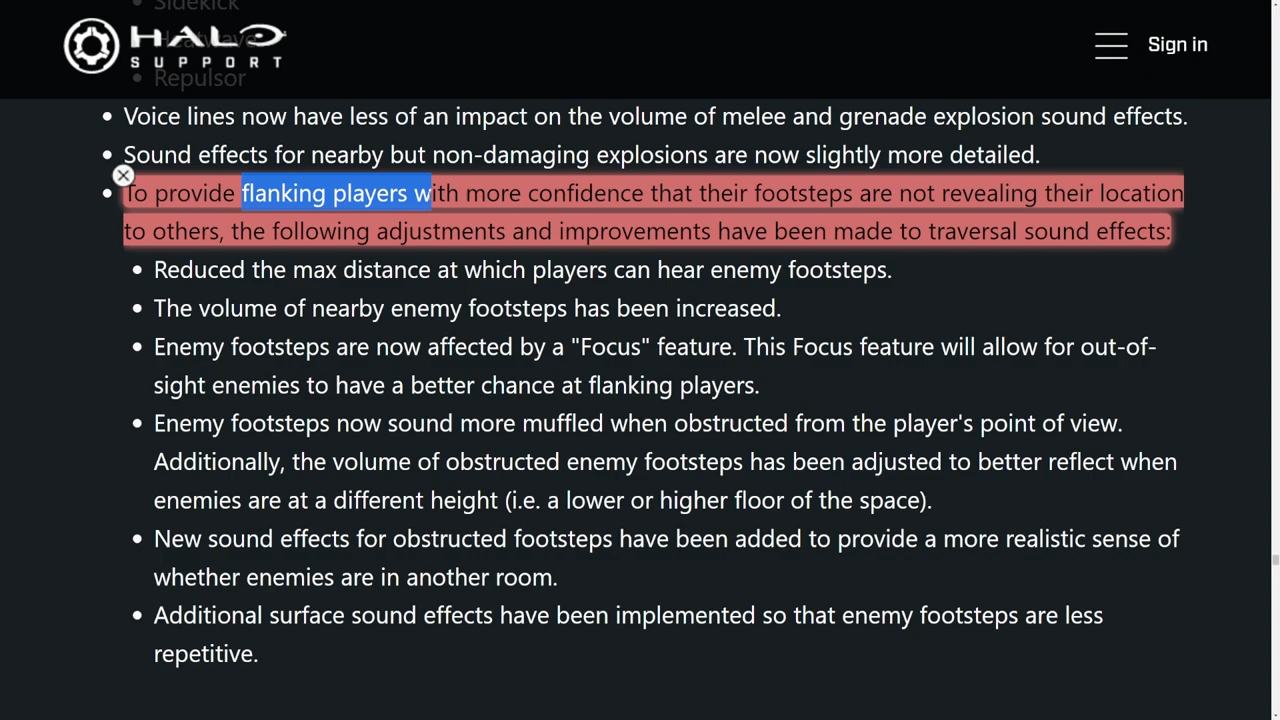 Sidekick
HALO
SUPPORT
Heatwave
Sign in
Repulsor
Voice lines now have less of an impact on the volume of melee and grenade explosion sound effects.
Sound effects for nearby but non-damaging explosions are now slightly more detailed.
To provide flanking players with more confidence that their footsteps are not revealing their location
to others, the following adjustments and improvements have been made to traversal sound effects:
Reduced the max distance at which players can hear enemy footsteps.
The volume of nearby enemy footsteps has been increased.
Enemy footsteps are now affected by a "Focus" feature. This Focus feature will allow for out-of-
sight enemies to have a better chance at flanking players.
Enemy footsteps now sound more muffled when obstructed from the player's point of view.
Additionally, the volume of obstructed enemy footsteps has been adjusted to better reflect when
enemies are at a different height (i.e. a lower or higher floor of the space).
New sound effects for obstructed footsteps have been added to provide a more realistic sense of
whether enemies are in another room.
Additional surface sound effects have been implemented so that enemy footsteps are less
repetitive.